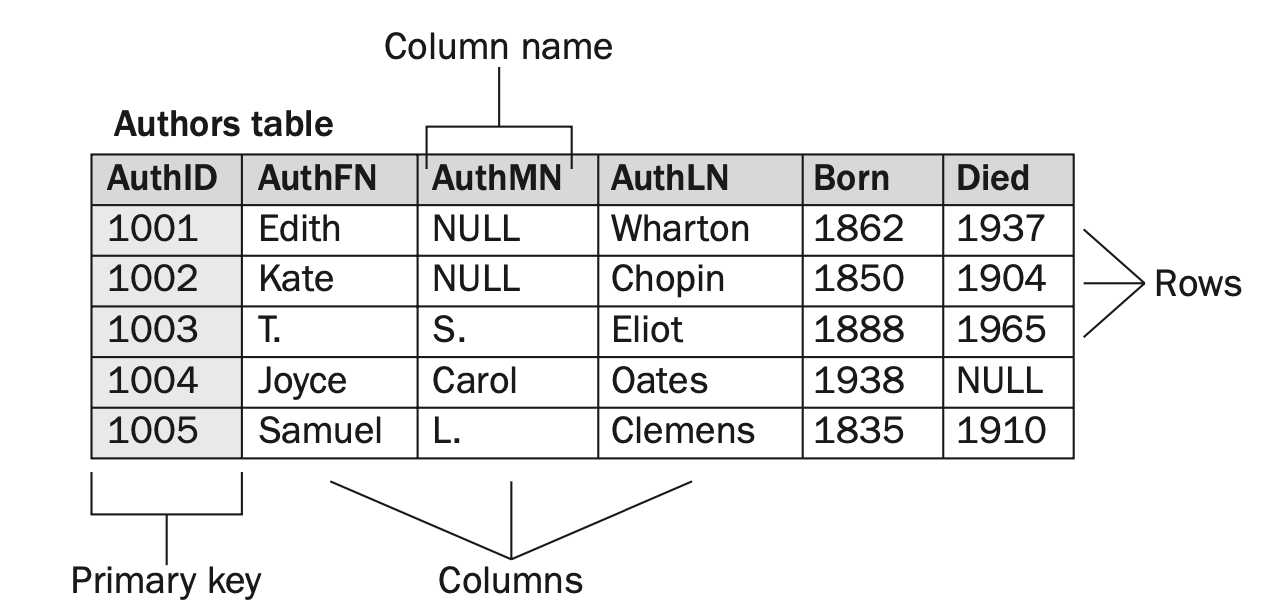 Column name
Authors table
AuthID AuthFN AuthMN AuthLN Born Died
1001 Edith NULL Wharton 1862 1937
1002 Kate NULL Chopin 1850 1904
Rows
1003 T. S. Eliot 1888 1965
1004 Joyce Carol Oates 1938 NULL
1005 Samuel L. Clemens 1835 1910
Primary key
Columns